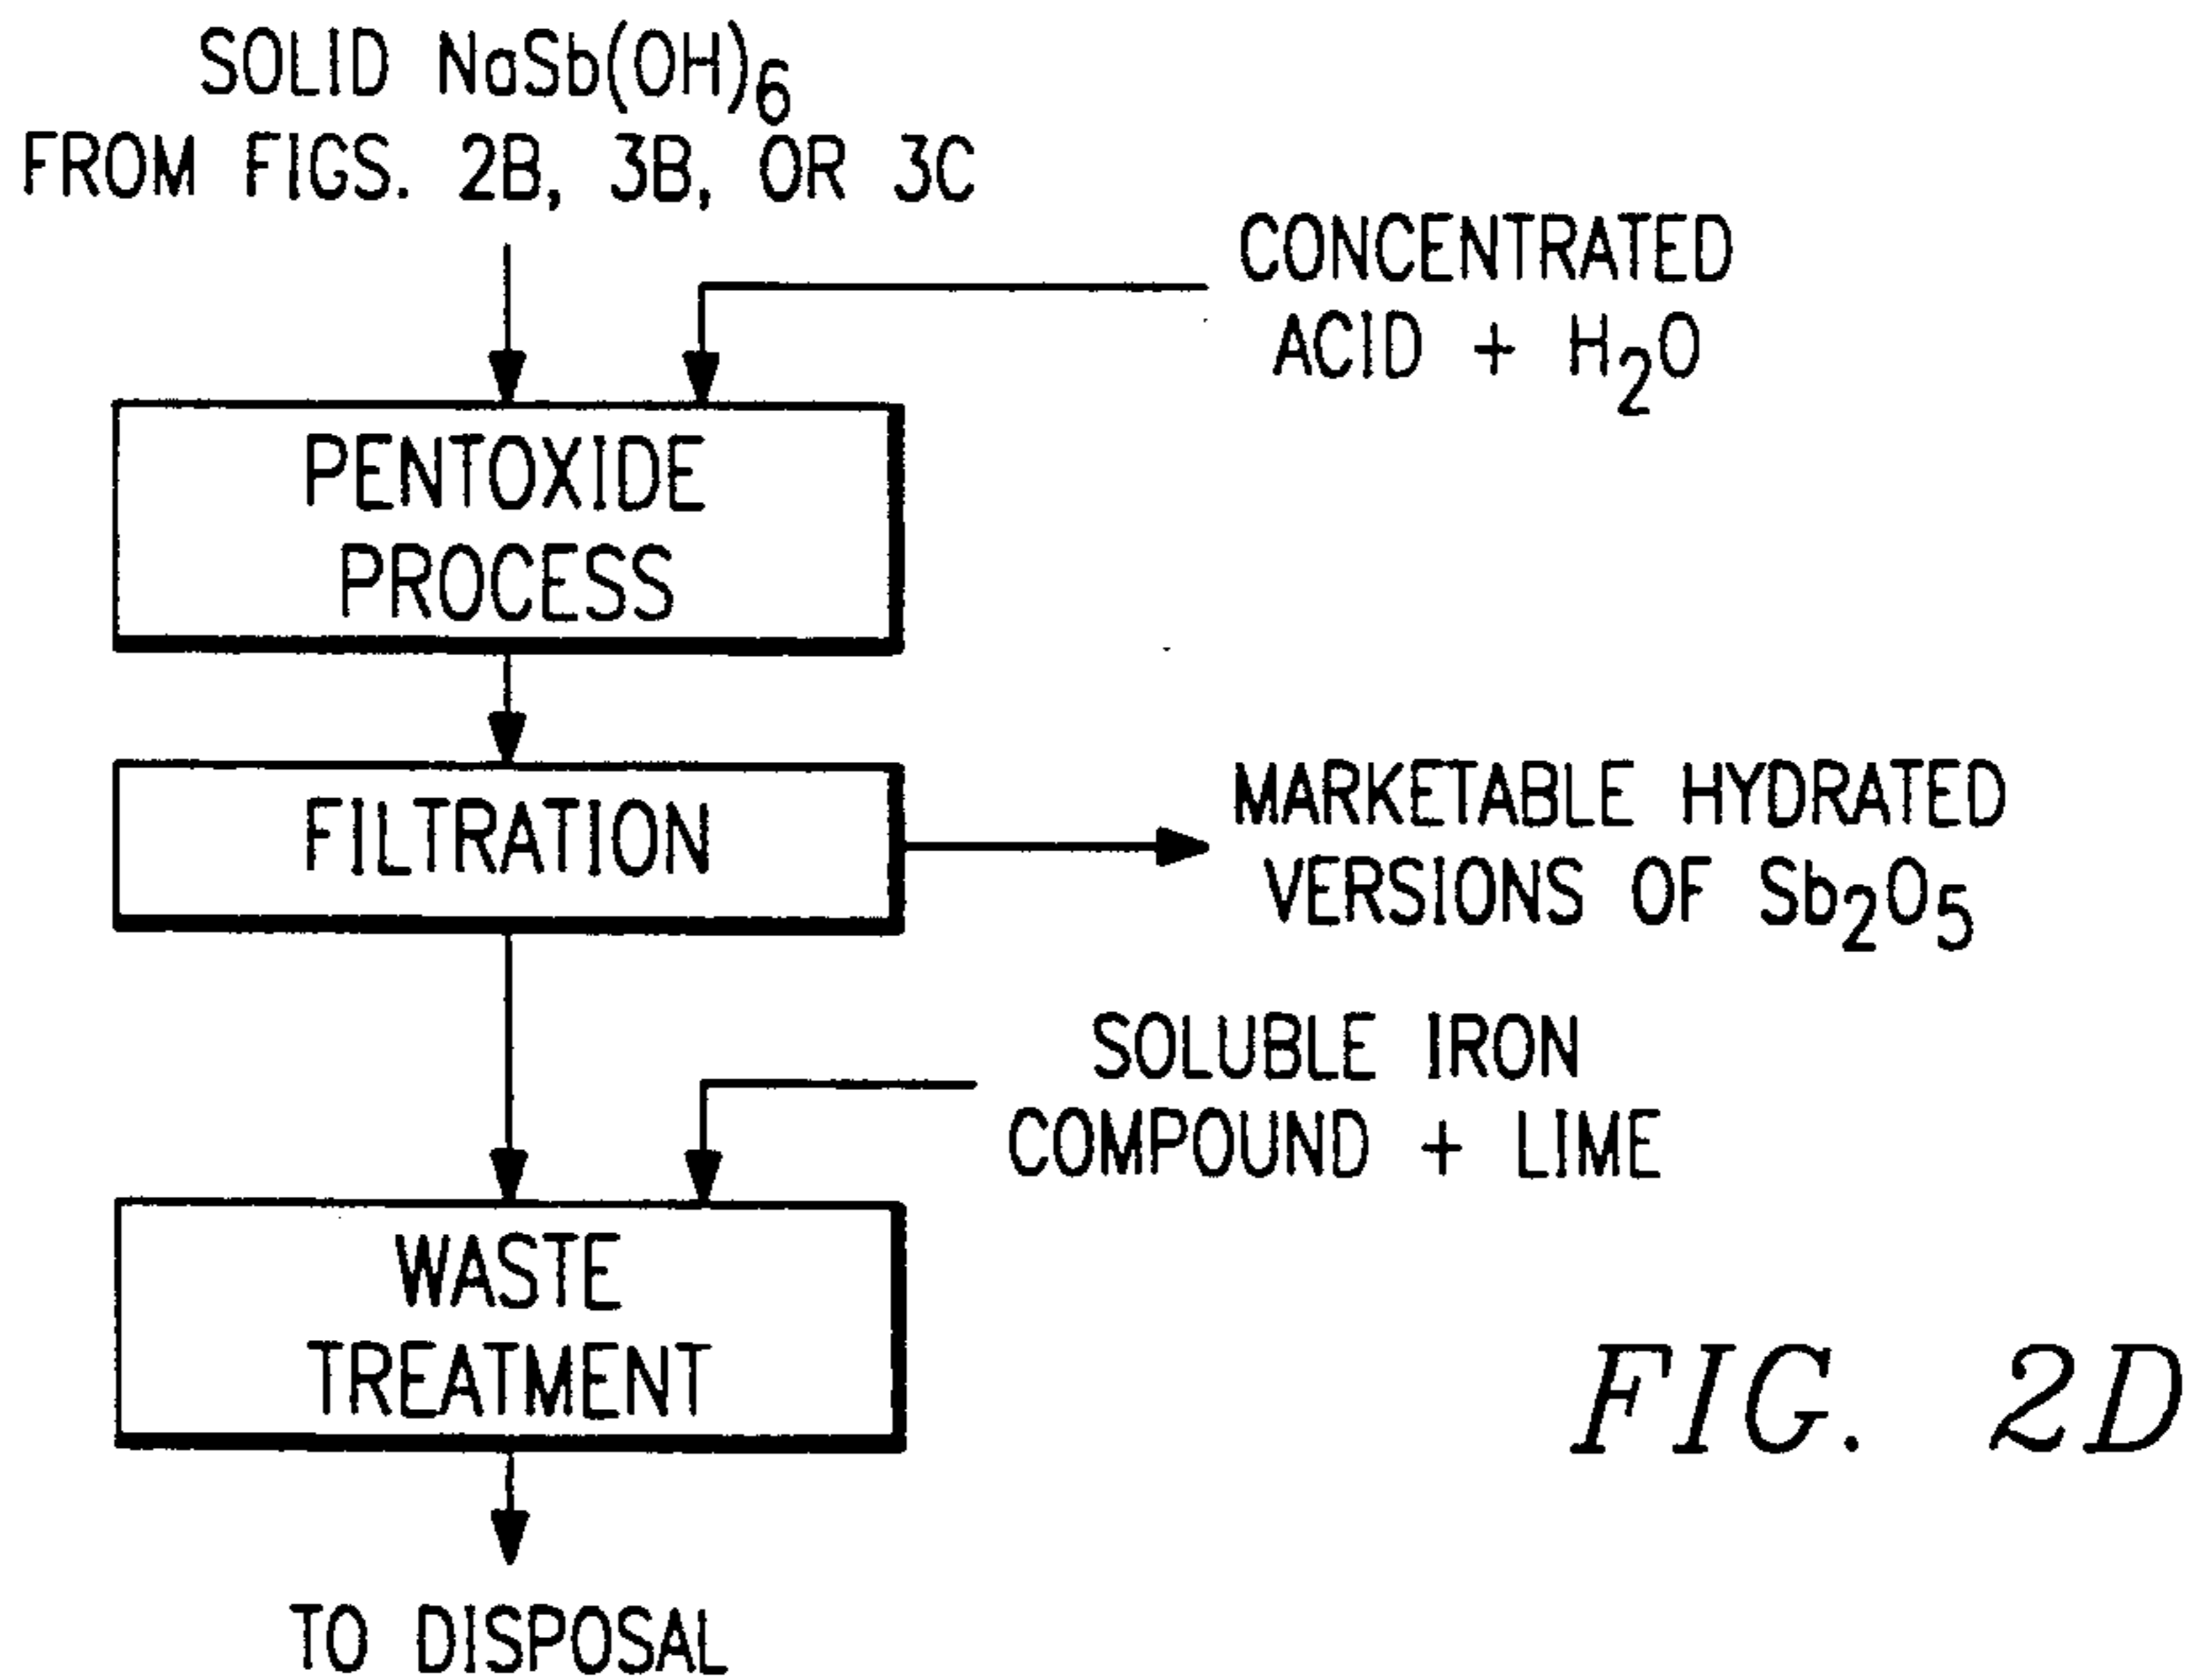 SOLID NaSb(OH)6
FROM FIGS. 2B, 3B, OR 3C
CONCENTRATED
ACID + H2O
PENTOXIDE
PROCESS
FILTRATION
MARKETABLE HYDRATED
VERSIONS OF Sb2O5
SOLUBLE IRON
COMPOUND + LIME
WASTE
TREATMENT
TO DISPOSAL
FIG. 2D